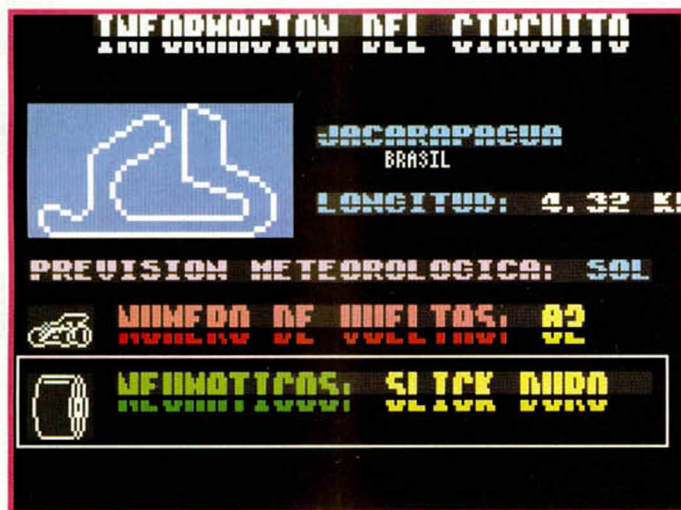 INFORMACION DEL CIRCUITO
JACARAPAGUA
BRASIL
LONGITUD: 4.32 K
PREVISION METEOROLOGICA: SOL
NUMERO DE VUELTAS: 02
NEUMATICOS: SLICK DURO